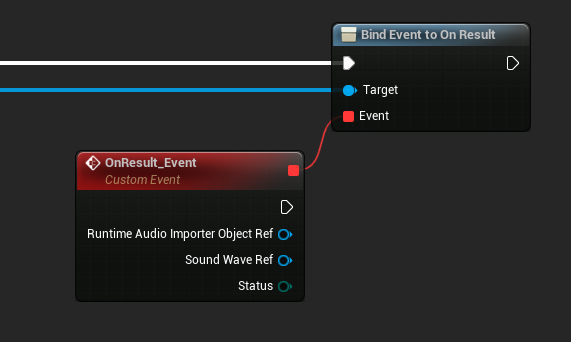 Bind Event to On Result
Target
Event
OnResult_Event
Custom Event
Runtime Audio Importer Object Ref
Sound Wave Ref
Status